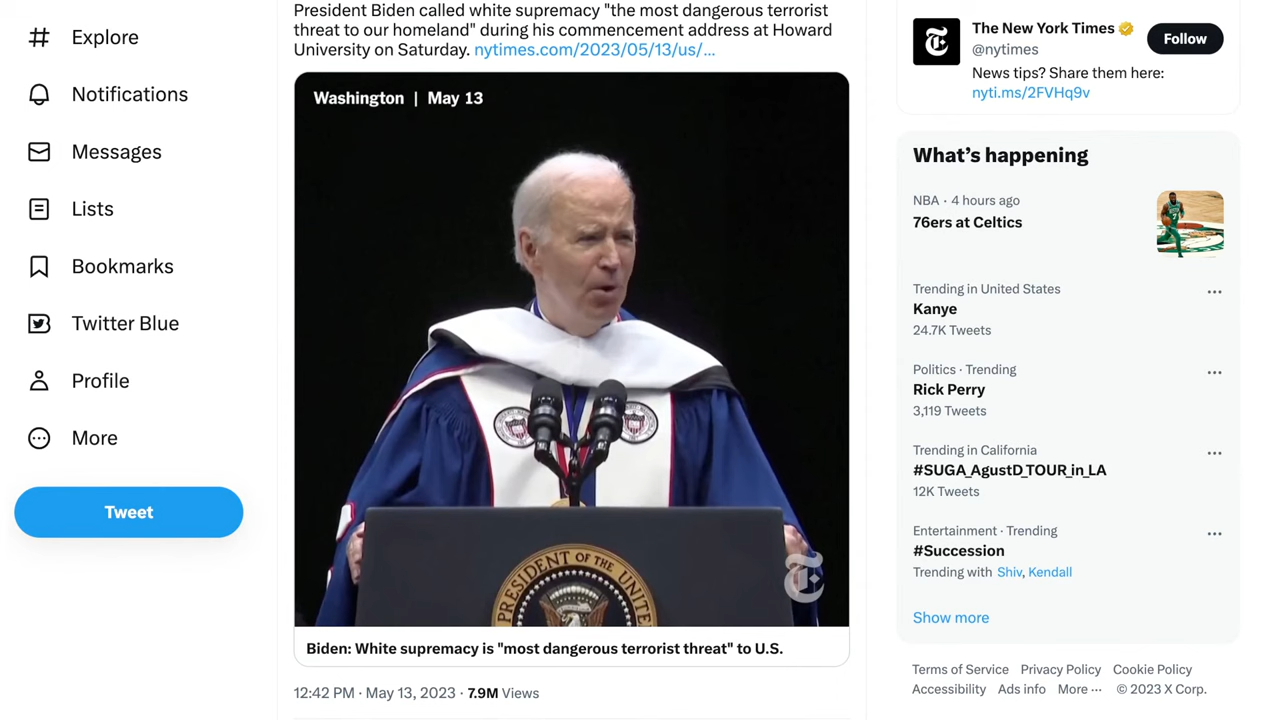 Explore
Notifications
Messages
Lists
Bookmarks
Twitter Blue
Profile
More
Tweet
President Biden called white supremacy "the most dangerous terrorist
threat to our homeland" during his commencement address at Howard
University on Saturday. nytimes.com/2023/05/13/us/...
Washington | May 13
PRESIDENT OF THE UNITED
Biden: White supremacy is "most dangerous terrorist threat" to U.S.
12:42 PM · May 13, 2023 · 7.9M Views
The New York Times
@nytimes
Follow
News tips? Share them here:
nyti.ms/2FVHq9v
What's happening
NBA · 4 hours ago
76ers at Celtics
Trending in United States
Kanye
24.7K Tweets
Politics · Trending
Rick Perry
3,119 Tweets
Trending in California
#SUGA_AgustD_TOUR_in_LA
12K Tweets
Entertainment · Trending
#Succession
Trending with Shiv, Kendall
Show more
Terms of Service Privacy Policy Cookie Policy
Accessibility Ads info More ··· © 2023 X Corp.